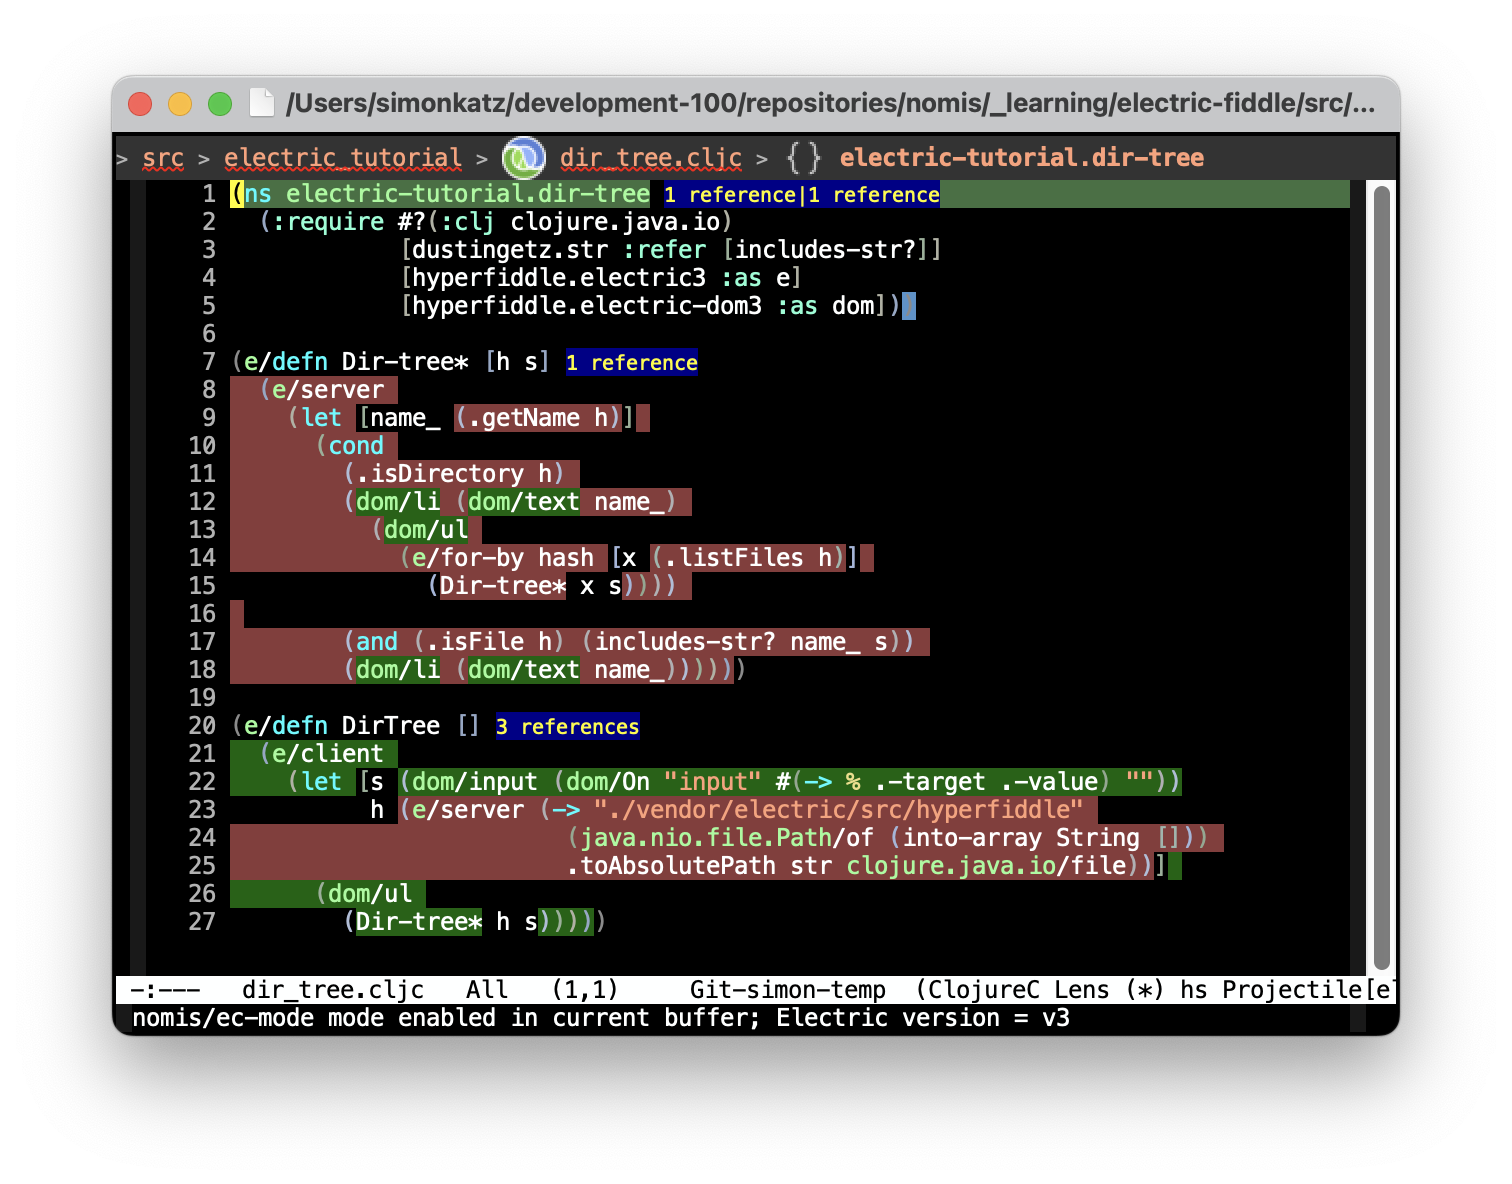 /Users/simonkatz/development-100/repositories/nomis/_learning/electric-fiddle/src/...
> src > electric_tutorial > dir_tree.cljc > {} electric-tutorial.dir-tree
1 (ns electric-tutorial.dir-tree 1 reference|1 reference
2   (:require #?(:clj clojure.java.io)
3             [dustingetz.str :refer [includes-str?]]
4             [hyperfiddle.electric3 :as e]
5             [hyperfiddle.electric-dom3 :as dom]))
6
7 (e/defn Dir-tree* [h s] 1 reference
8   (e/server
9     (let [name_ (.getName h)]
10       (cond
11         (.isDirectory h)
12         (dom/li (dom/text name_)
13           (dom/ul
14             (e/for-by hash [x (.listFiles h)]
15               (Dir-tree* x s))))
16
17         (and (.isFile h) (includes-str? name_ s))
18         (dom/li (dom/text name_))))))
19
20 (e/defn DirTree [] 3 references
21   (e/client
22     (let [s (dom/input (dom/On "input" #(-> % .-target .-value) ""))
23           h (e/server (-> "./vendor/electric/src/hyperfiddle"
24                         (java.nio.file.Path/of (into-array String []))
25                         .toAbsolutePath str clojure.java.io/file))]
26       (dom/ul
27         (Dir-tree* h s)))))
-:--- dir_tree.cljc All (1,1) Git-simon-temp (ClojureC Lens (*) hs Projectile[el
nomis/ec-mode mode enabled in current buffer; Electric version = v3